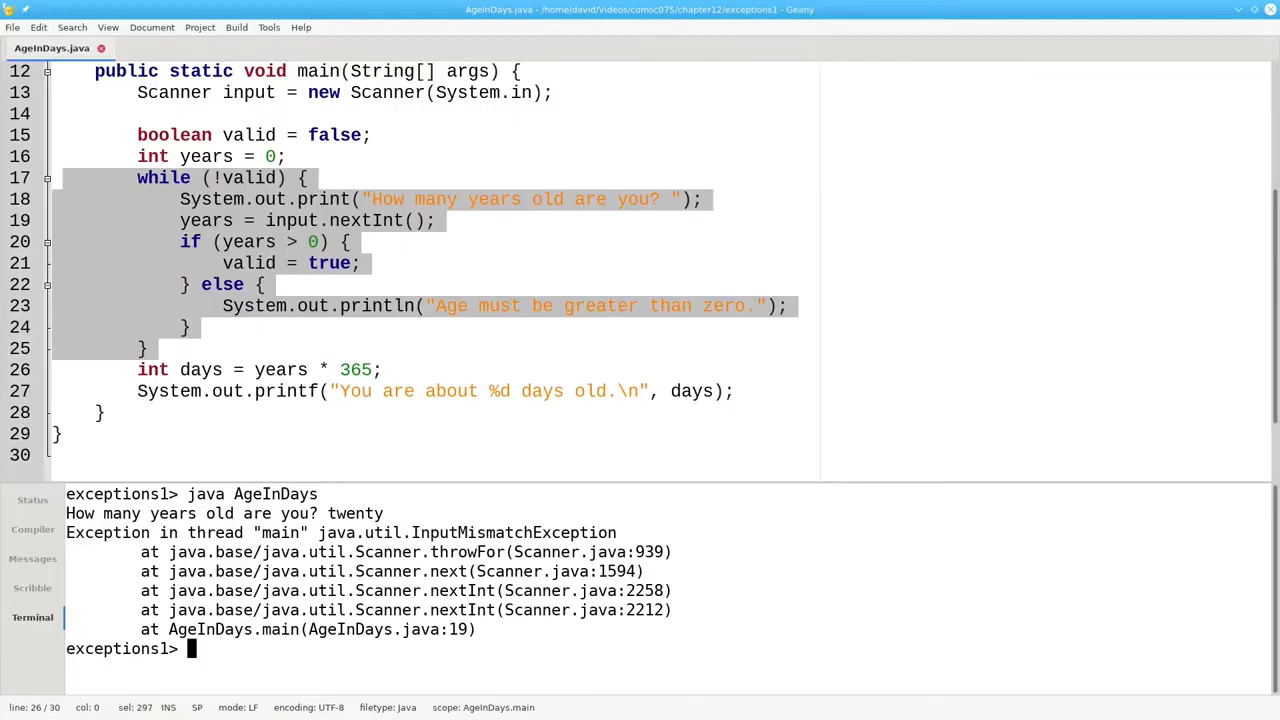 AgeInDays.java - /home/david/Videos/comsc075/chapter12/exceptions1 - Geany
File Edit Search View Document Project Build Tools Help
AgeInDays.java
12 public static void main(String[] args) {
13 Scanner input = new Scanner(System.in);
14
15 boolean valid = false;
16 int years = 0;
17 while (!valid) {
18 System.out.print("How many years old are you? ");
19 years = input.nextInt();
20 if (years > 0) {
21 valid = true;
22 } else {
23 System.out.println("Age must be greater than zero.");
24 }
25 }
26 int days = years * 365;
27 System.out.printf("You are about %d days old.\n", days);
28 }
29 }
30
Status
Compiler
Messages
Scribble
Terminal
exceptions1> java AgeInDays
How many years old are you? twenty
Exception in thread "main" java.util.InputMismatchException
at java.base/java.util.Scanner.throwFor(Scanner.java:939)
at java.base/java.util.Scanner.next(Scanner.java:1594)
at java.base/java.util.Scanner.nextInt(Scanner.java:2258)
at java.base/java.util.Scanner.nextInt(Scanner.java:2212)
at AgeInDays.main(AgeInDays.java:19)
exceptions1>
line: 26 / 30 col: 0 sel: 297 INS SP mode: LF encoding: UTF-8 filetype: Java scope: AgeInDays.main